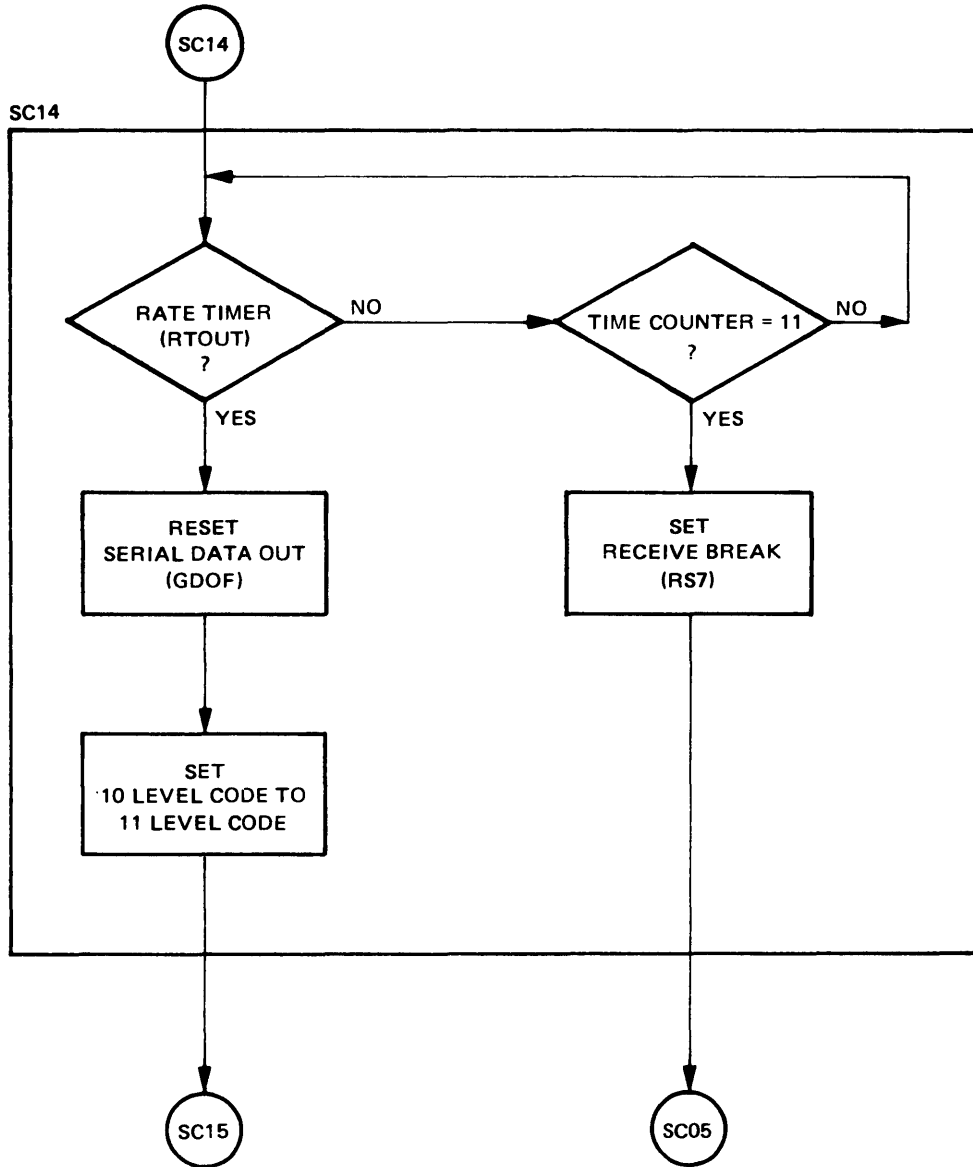 SC14
SC14
RATE TIMER
(RTOUT)
?
NO
TIME COUNTER = 11
?
NO
YES
YES
RESET
SERIAL DATA OUT
(GDOF)
SET
RECEIVE BREAK
(RS7)
SET
10 LEVEL CODE TO
11 LEVEL CODE
SC15
SC05